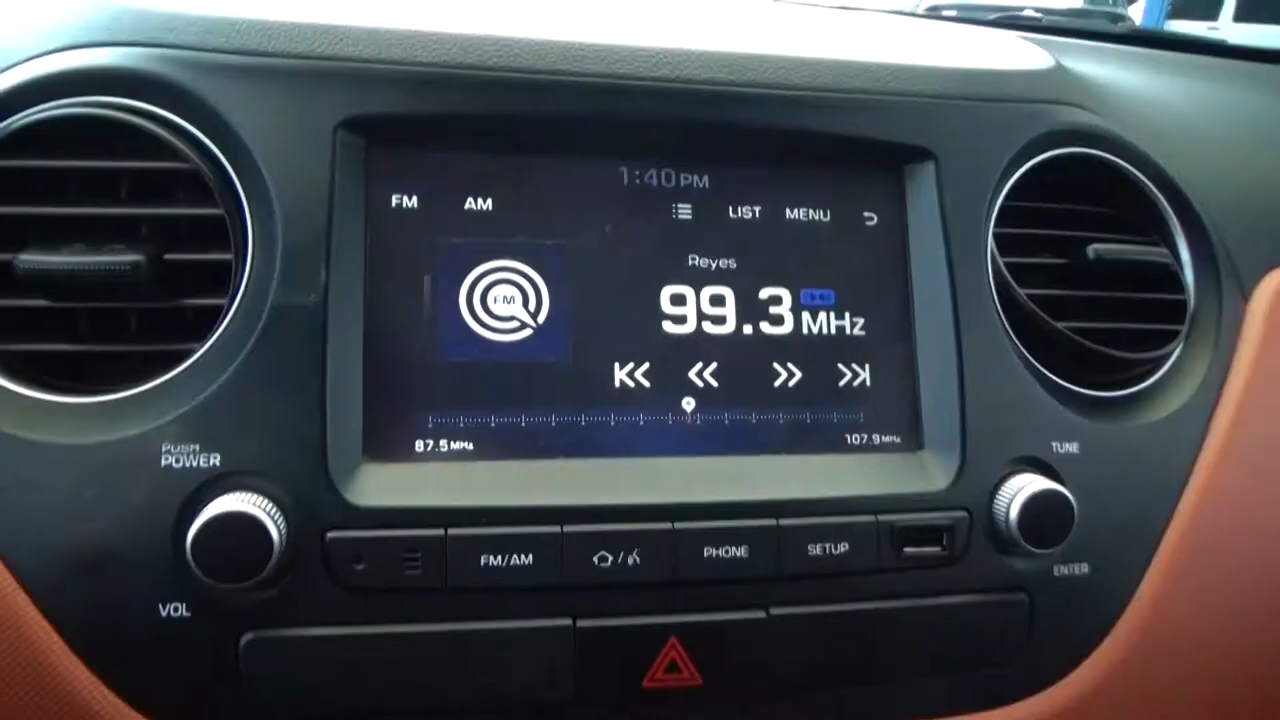 1:40 PM
FM AM LIST MENU
FM
Reyes
99.3 MHz
87.5 MHz 107.9 MHz
PUSH
POWER
TUNE
FM/AM PHONE SETUP
ENTER
VOL